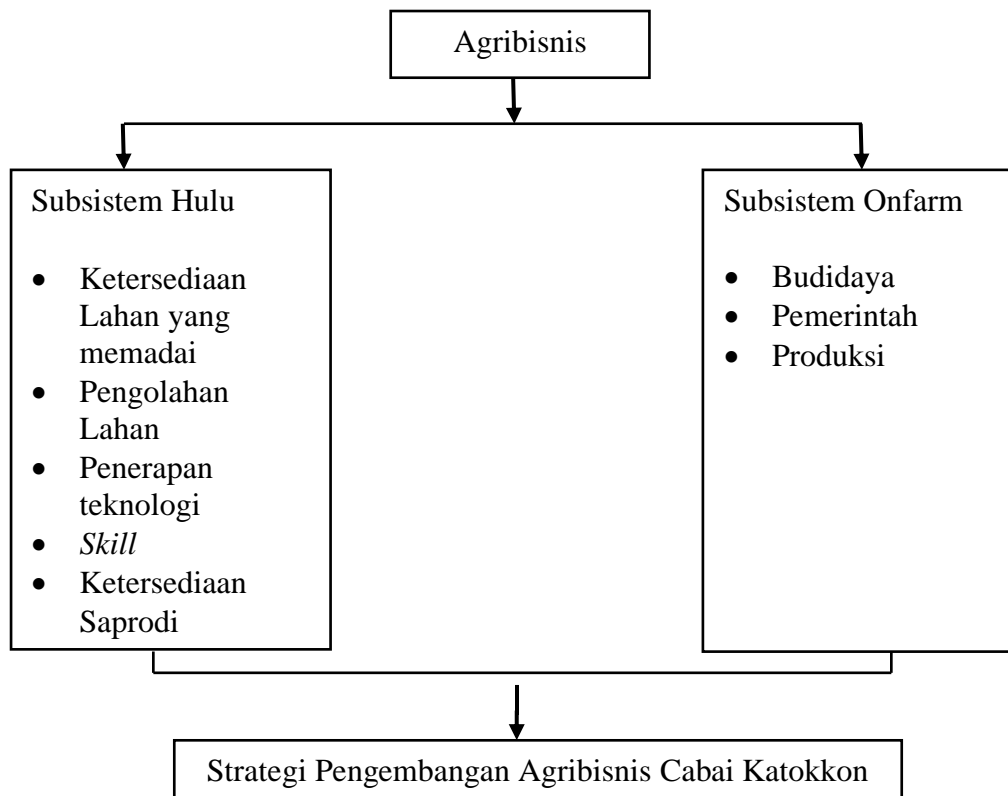 Agribisnis
Subsistem Hulu
• Ketersediaan
Lahan yang
memadai
• Pengolahan
Lahan
• Penerapan
teknologi
• Skill
• Ketersediaan
Saprodi
Subsistem Onfarm
• Budidaya
• Pemerintah
• Produksi
Strategi Pengembangan Agribisnis Cabai Katokkon